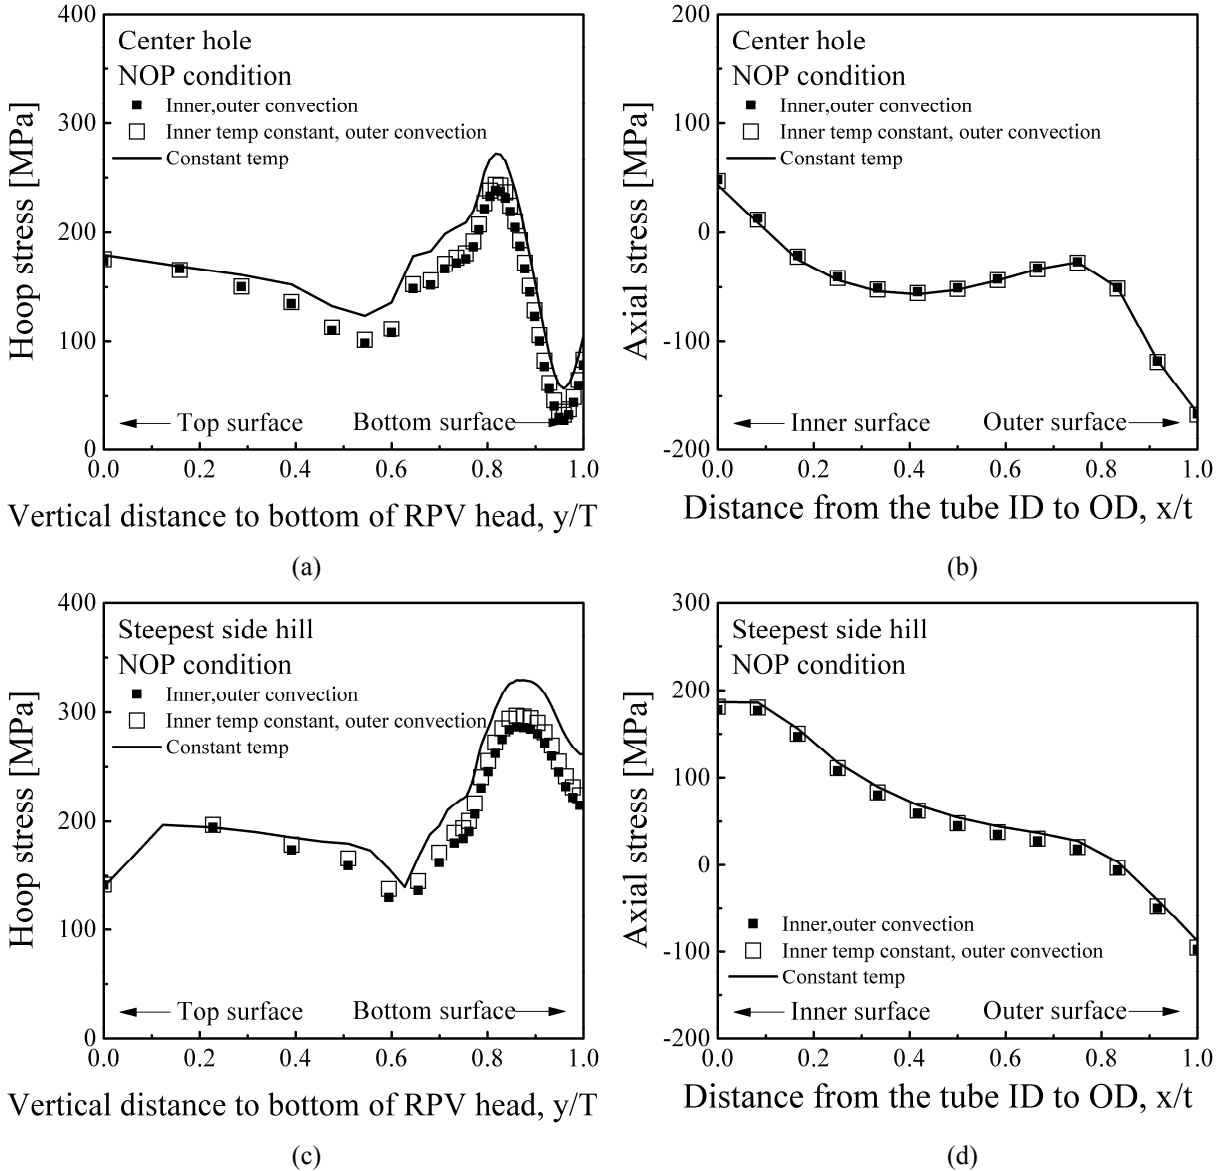 400
300
200
100
0
Hoop stress [MPa]
Center hole
NOP condition
Inner,outer convection
Inner temp constant, outer convection
Constant temp
Top surface
Bottom surface
0.0 0.2 0.4 0.6 0.8 1.0
Vertical distance to bottom of RPV head, y/T
(a)
200
100
0
-100
-200
Axial stress [MPa]
Center hole
NOP condition
Inner,outer convection
Inner temp constant, outer convection
Constant temp
Inner surface
Outer surface
0.0 0.2 0.4 0.6 0.8 1.0
Distance from the tube ID to OD, x/t
(b)
400
300
200
100
0
Hoop stress [MPa]
Steepest side hill
NOP condition
Inner,outer convection
Inner temp constant, outer convection
Constant temp
Top surface
Bottom surface
0.0 0.2 0.4 0.6 0.8 1.0
Vertical distance to bottom of RPV head, y/T
(c)
300
200
100
0
-100
-200
Axial stress [MPa]
Steepest side hill
NOP condition
Inner,outer convection
Inner temp constant, outer convection
Constant temp
Inner surface
Outer surface
0.0 0.2 0.4 0.6 0.8 1.0
Distance from the tube ID to OD, x/t
(d)